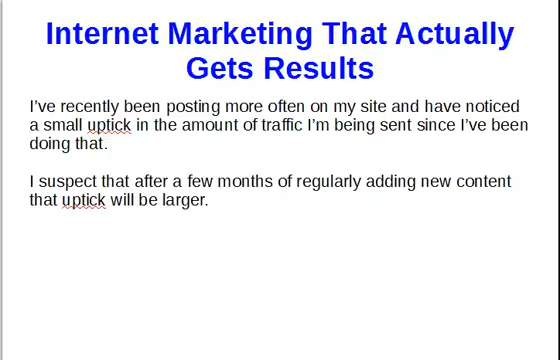 Internet Marketing That Actually
Gets Results
I’ve recently been posting more often on my site and have noticed
a small uptick in the amount of traffic I’m being sent since I’ve been
doing that.
I suspect that after a few months of regularly adding new content
that uptick will be larger.